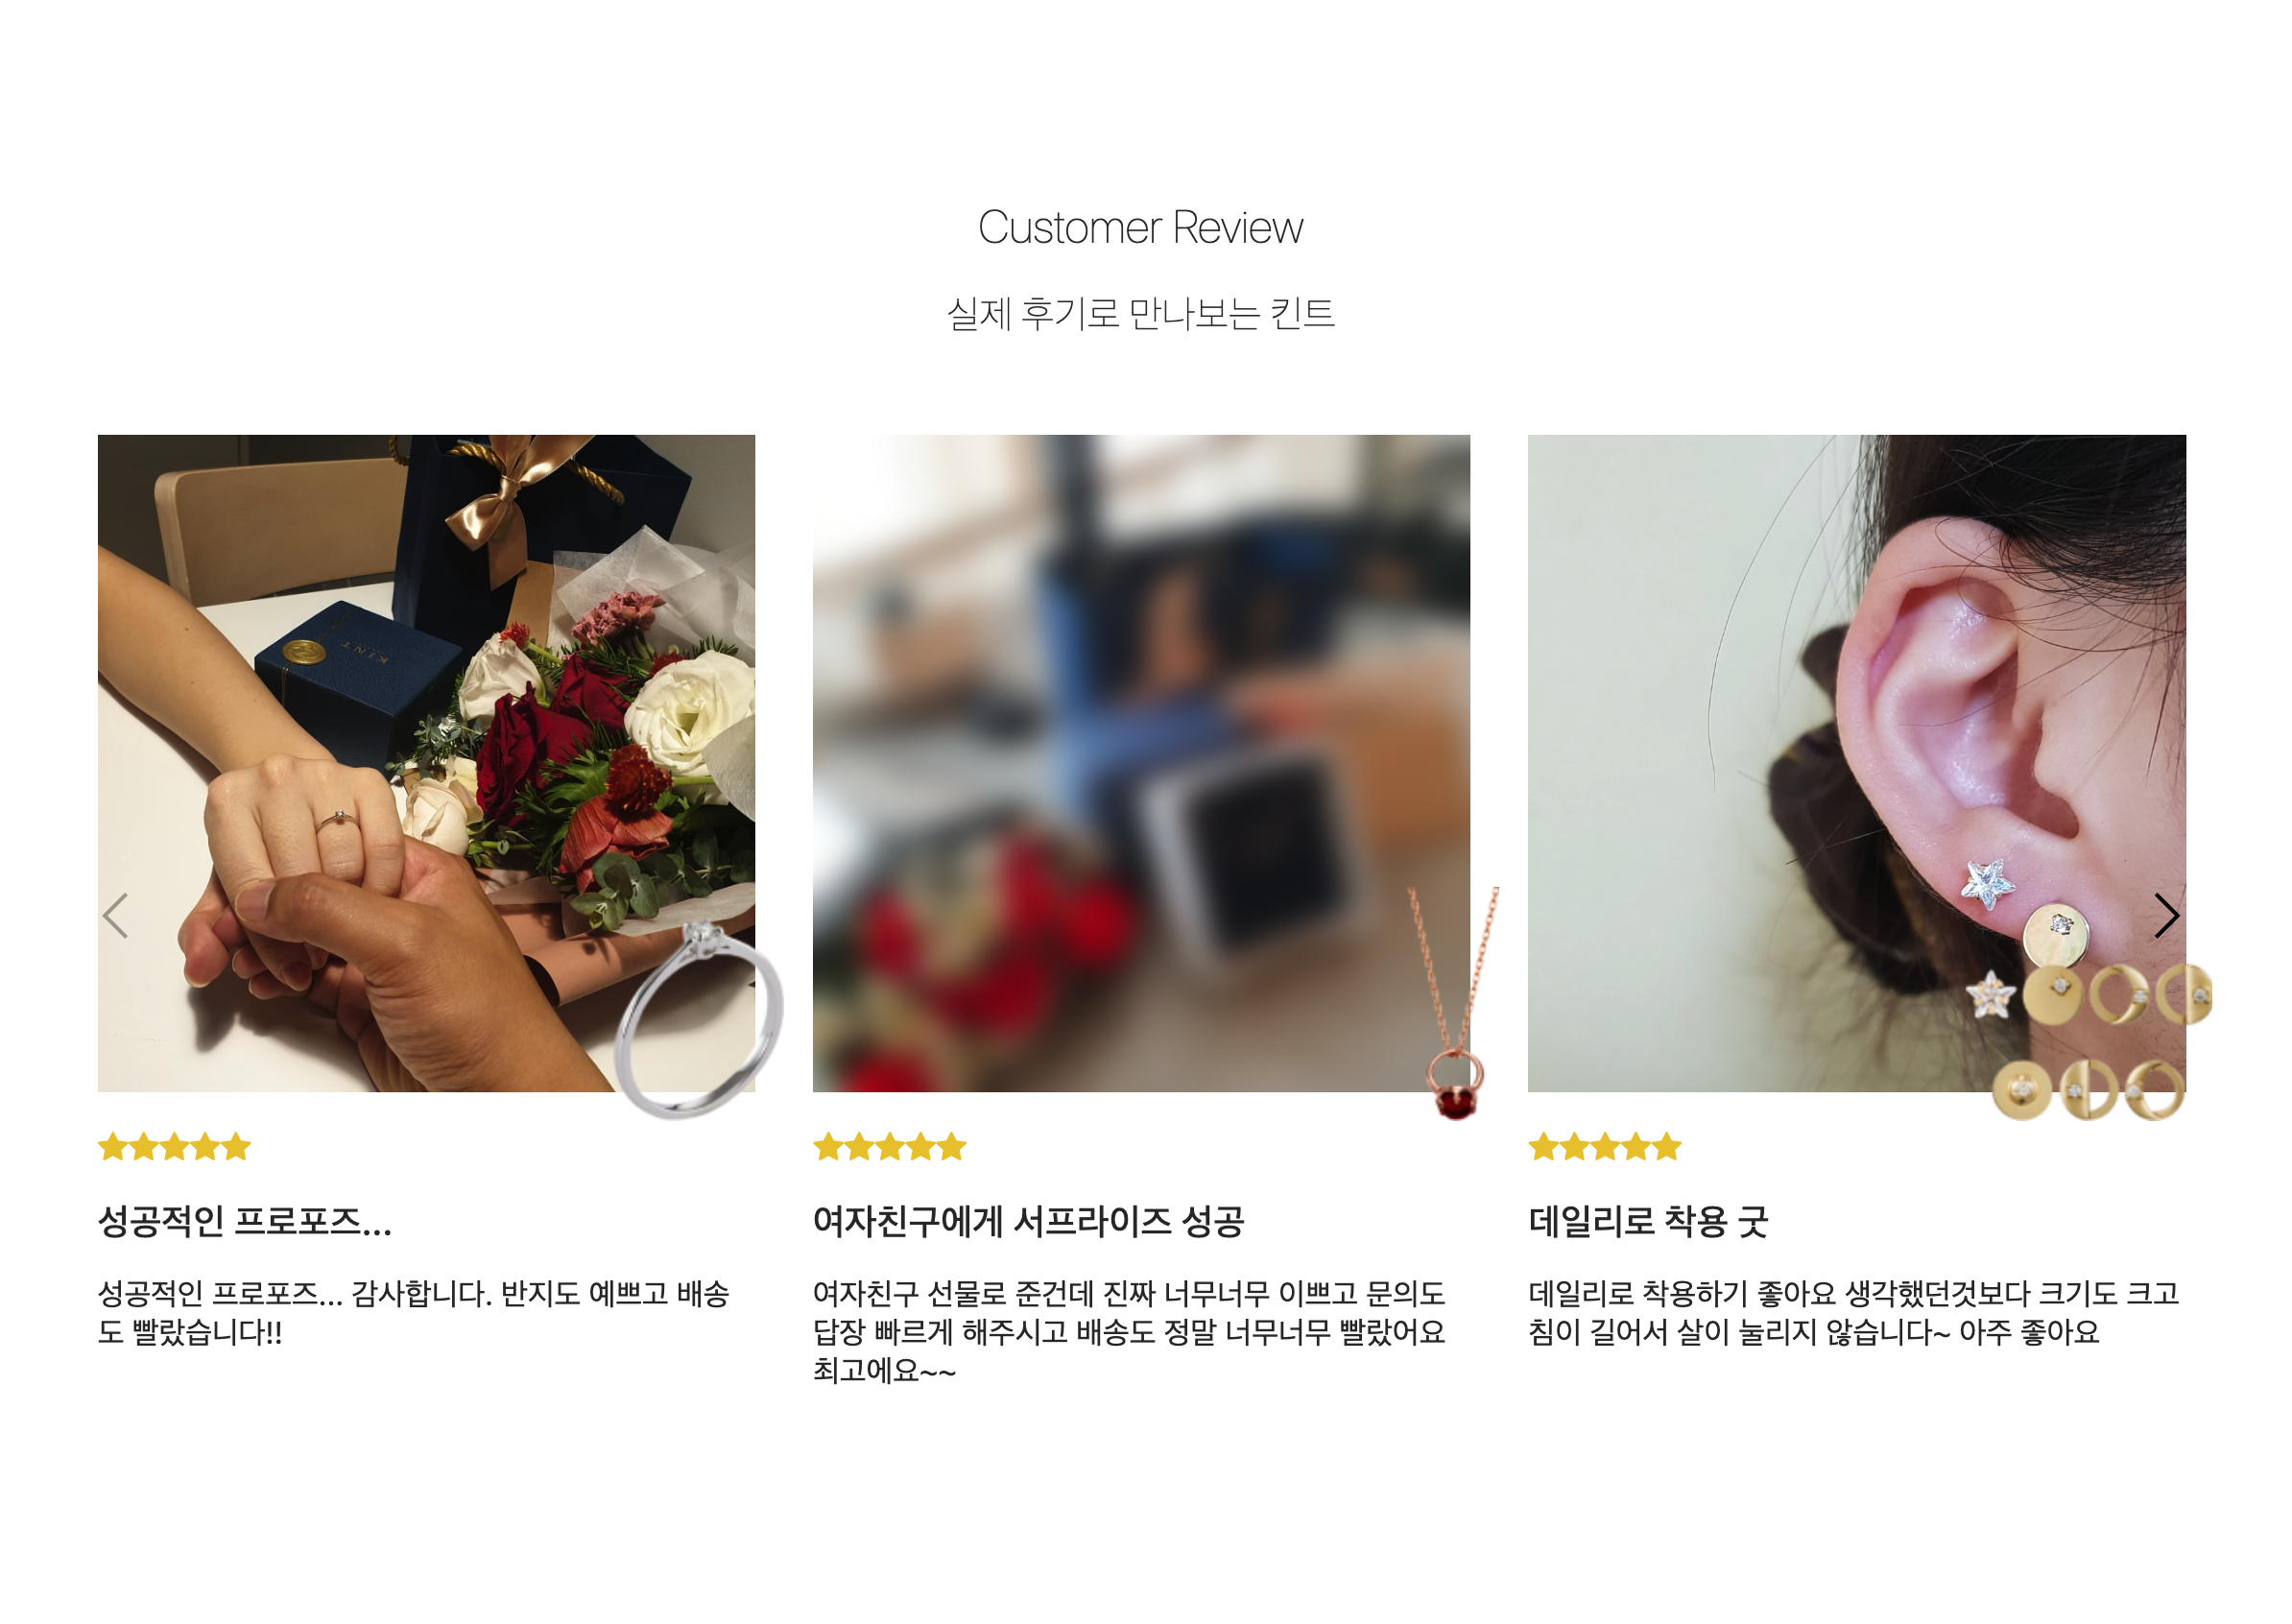 Customer Review
실제 후기로 만나보는 킨트
KINT
성공적인 프로포즈...
성공적인 프로포즈... 감사합니다. 반지도 예쁘고 배송
도 빨랐습니다!!
여자친구에게 서프라이즈 성공
여자친구 선물로 준건데 진짜 너무너무 이쁘고 문의도
답장 빠르게 해주시고 배송도 정말 너무너무 빨랐어요
최고에요~~
데일리로 착용 굿
데일리로 착용하기 좋아요 생각했던것보다 크기도 크고
침이 길어서 살이 눌리지 않습니다~ 아주 좋아요